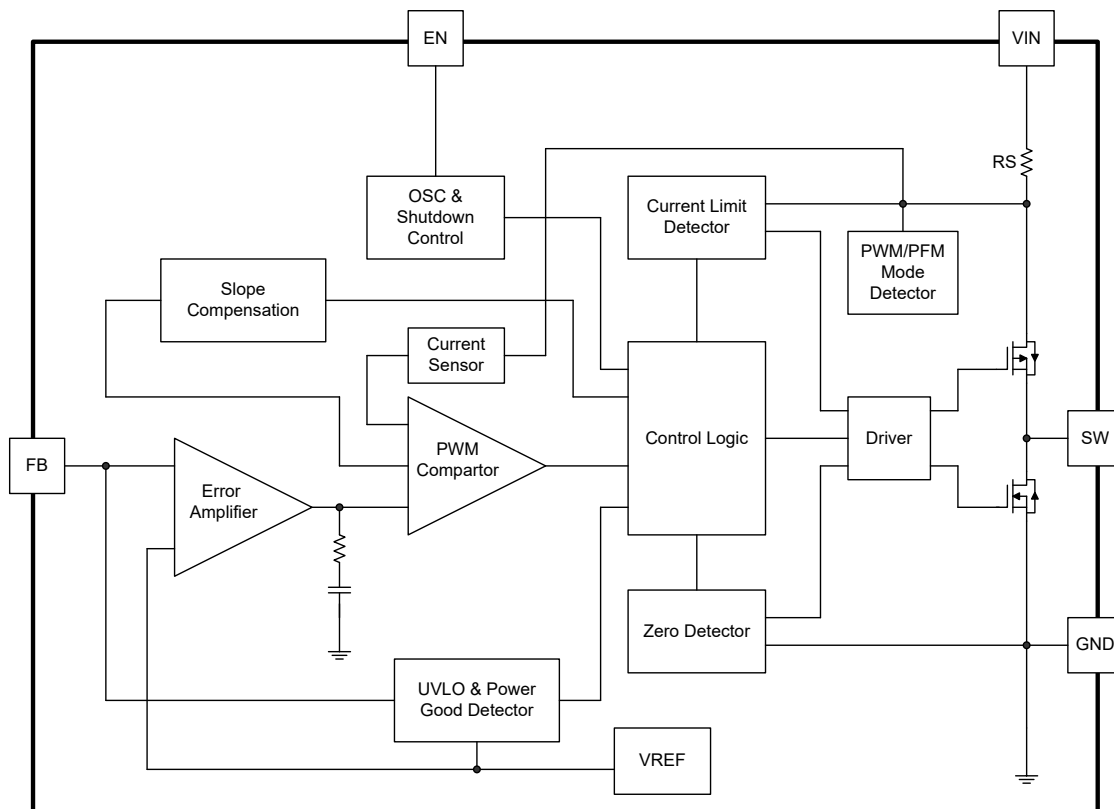 EN
VIN
RS
OSC &
Shutdown
Control
Current Limit
Detector
PWM/PFM
Mode
Detector
Slope
Compensation
Current
Sensor
PWM
Compartor
Control Logic
Driver
SW
FB
Error
Amplifier
Zero Detector
GND
UVLO & Power
Good Detector
VREF